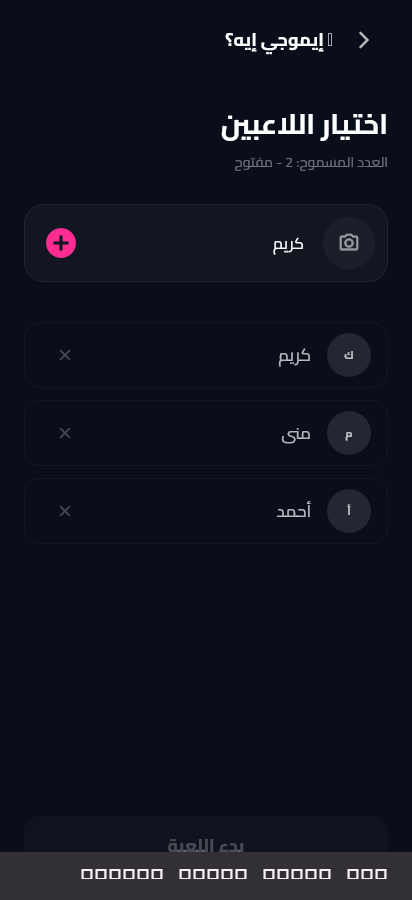 إيموجي إيه؟
اختيار اللاعبين
العدد المسموح: 2 - مفتوح
كريم
ك
كريم
م
منى
أ
أحمد
بدء اللعبة